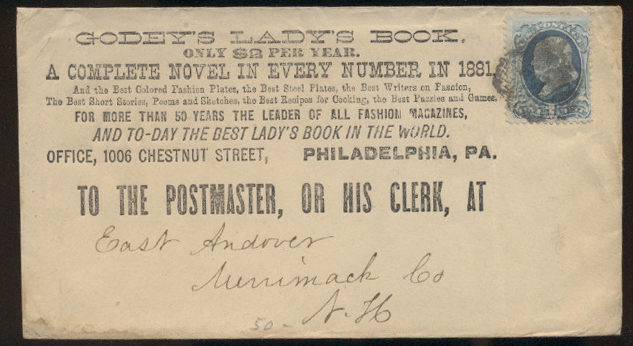 GODEY'S LADY'S BOOK.
ONLY $2 PER YEAR.
A COMPLETE NOVEL IN EVERY NUMBER IN 1881.
And the Best Colored Fashion Plates, the Best Steel Plates, the Best Writers on Fashion,
The Best Short Stories, Poems and Sketches, the Best Recipes for Cooking, the Best Puzzles and Games.
FOR MORE THAN 50 YEARS THE LEADER OF ALL FASHION MAGAZINES,
AND TO-DAY THE BEST LADY'S BOOK IN THE WORLD.
OFFICE, 1006 CHESTNUT STREET, PHILADELPHIA, PA.
TO THE POSTMASTER, OR HIS CLERK, AT
East Andover
Merrimack Co
N. H
50-